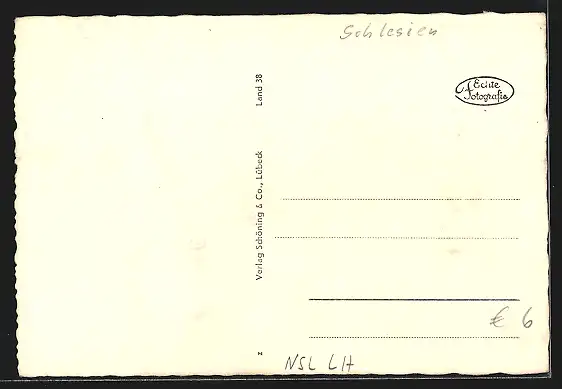 Schlesien
Echte
Fotografie
Verlag Schöning & Co., Lübeck
Land 38
€ 6
z
NSL LH